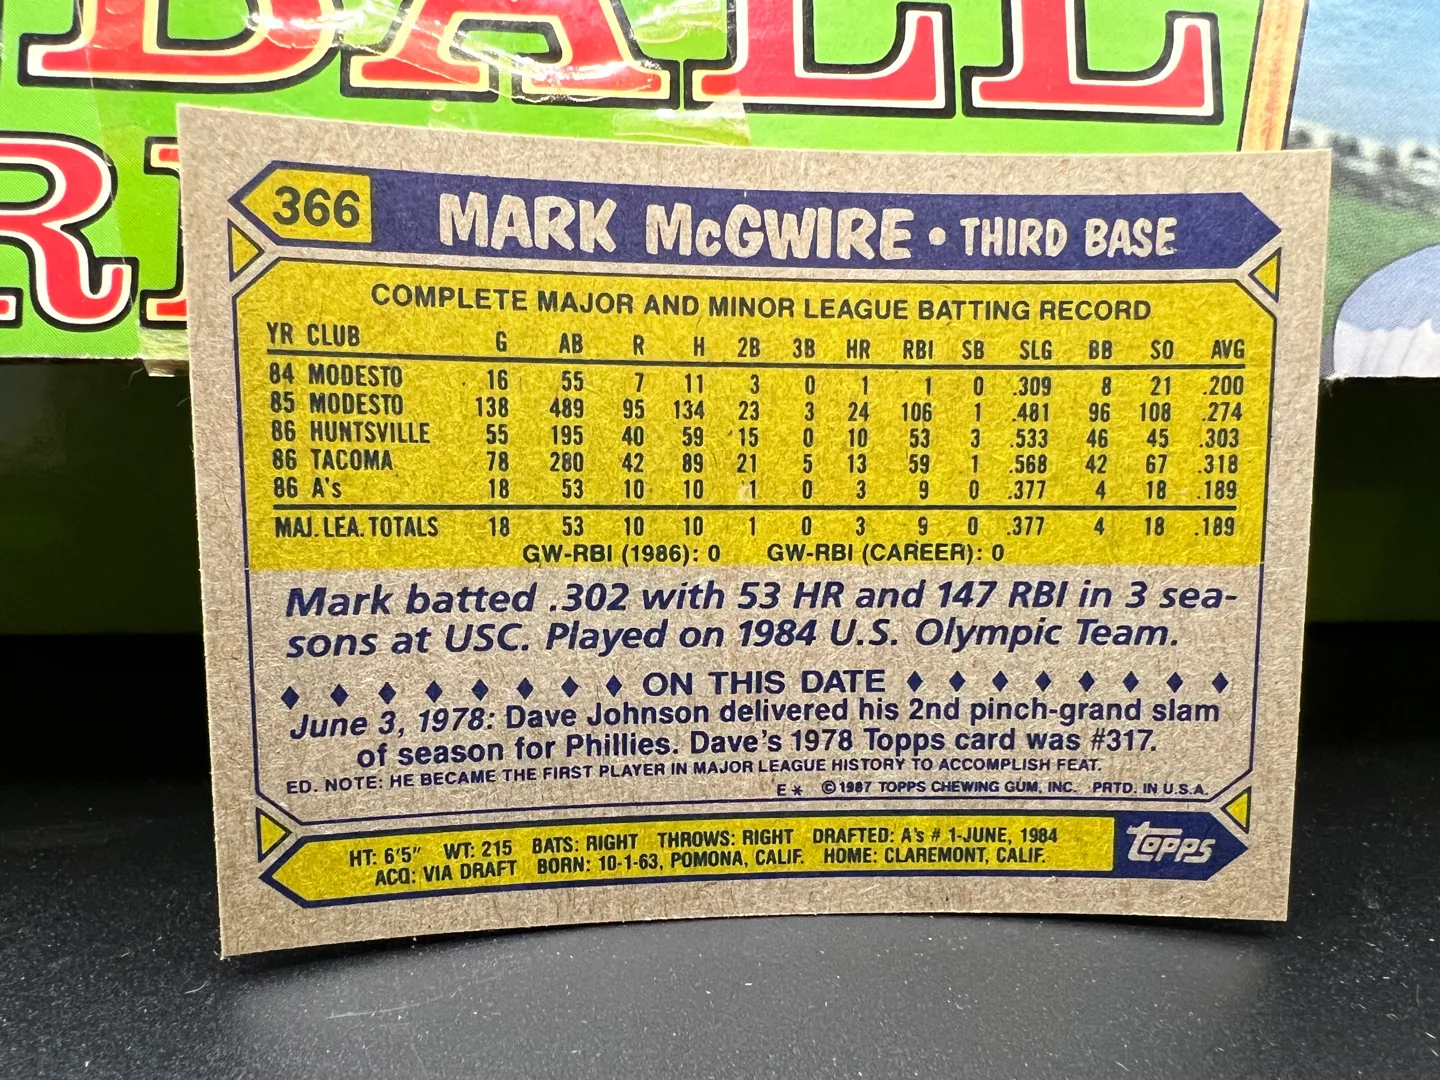 BALL
366 MARK McGWIRE • THIRD BASE
COMPLETE MAJOR AND MINOR LEAGUE BATTING RECORD
YR CLUB G AB R H 2B 3B HR RBI SB SLG BB SO AVG
84 MODESTO 16 55 7 11 3 0 1 1 0 .309 8 21 .200
85 MODESTO 138 489 95 134 23 3 24 106 1 .481 96 108 .274
86 HUNTSVILLE 55 195 40 59 15 0 10 53 3 .533 46 45 .303
86 TACOMA 78 280 42 89 21 5 13 59 1 .568 42 67 .318
86 A's 18 53 10 10 1 0 3 9 0 .377 4 18 .189
MAJ. LEA. TOTALS 18 53 10 10 1 0 3 9 0 .377 4 18 .189
GW-RBI (1986): 0 GW-RBI (CAREER): 0
Mark batted .302 with 53 HR and 147 RBI in 3 sea-
sons at USC. Played on 1984 U.S. Olympic Team.
ON THIS DATE
June 3, 1978: Dave Johnson delivered his 2nd pinch-grand slam
of season for Phillies. Dave's 1978 Topps card was #317.
ED. NOTE: HE BECAME THE FIRST PLAYER IN MAJOR LEAGUE HISTORY TO ACCOMPLISH FEAT.
E* © 1987 TOPPS CHEWING GUM, INC. PRTD. IN U.S.A.
HT: 6'5" WT: 215 BATS: RIGHT THROWS: RIGHT DRAFTED: A's # 1-JUNE, 1984
ACQ: VIA DRAFT BORN: 10-1-63, POMONA, CALIF. HOME: CLAREMONT, CALIF.
topps